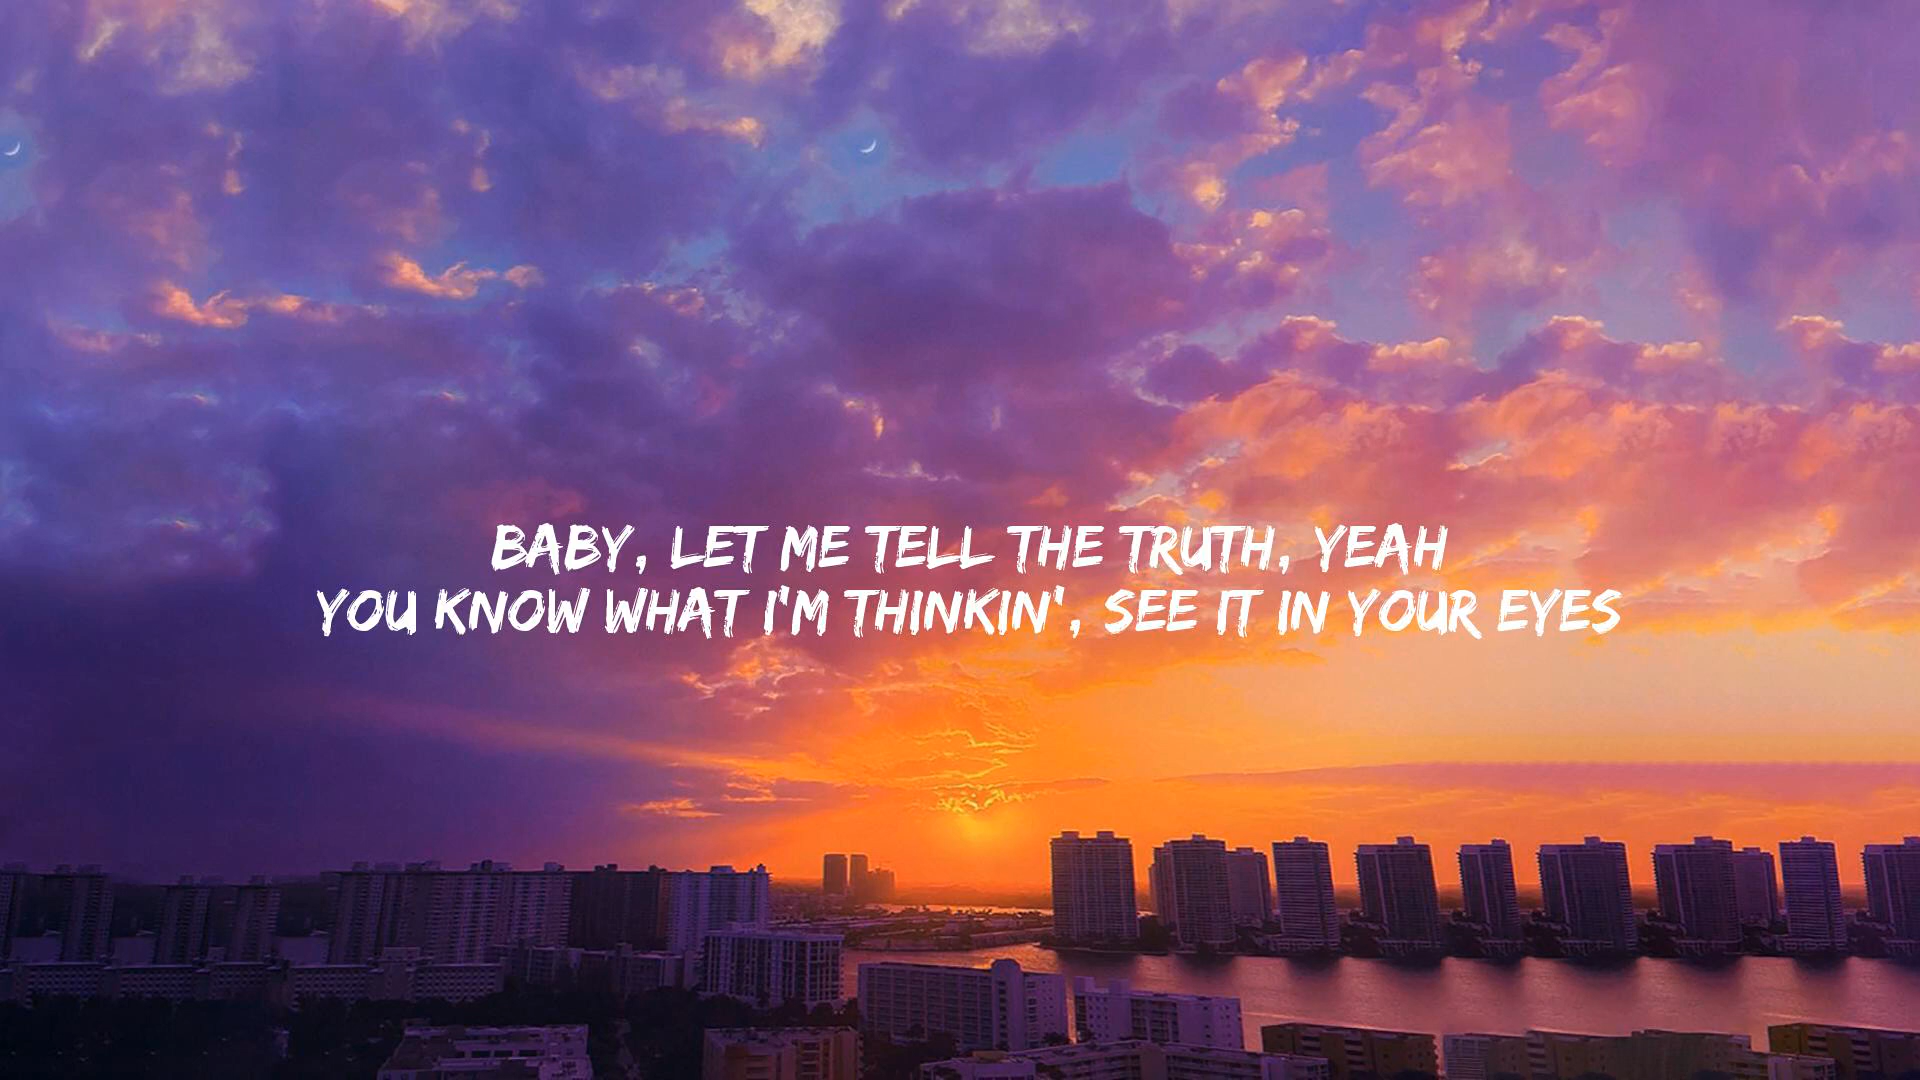 BABY, LET ME TELL THE TRUTH, YEAH
YOU KNOW WHAT I'M THINKIN', SEE IT IN YOUR EYES